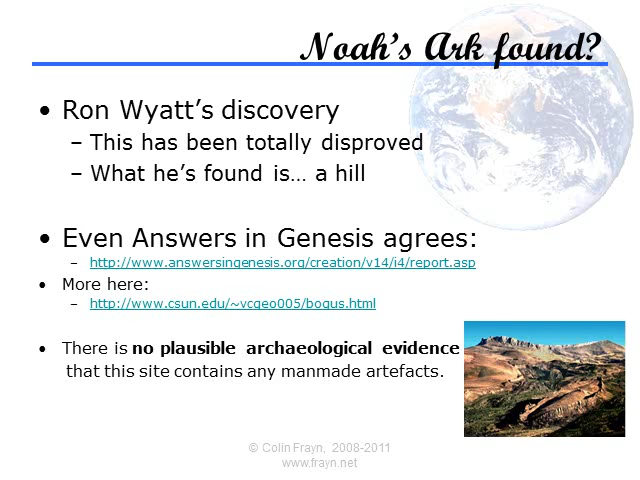 Noah's Ark found?
• Ron Wyatt's discovery
– This has been totally disproved
– What he's found is… a hill
• Even Answers in Genesis agrees:
– http://www.answersingenesis.org/creation/v14/i4/report.asp
• More here:
– http://www.csun.edu/~vcgeo005/bogus.html
• There is no plausible archaeological evidence
that this site contains any manmade artefacts.
© Colin Frayn, 2008-2011
www.frayn.net